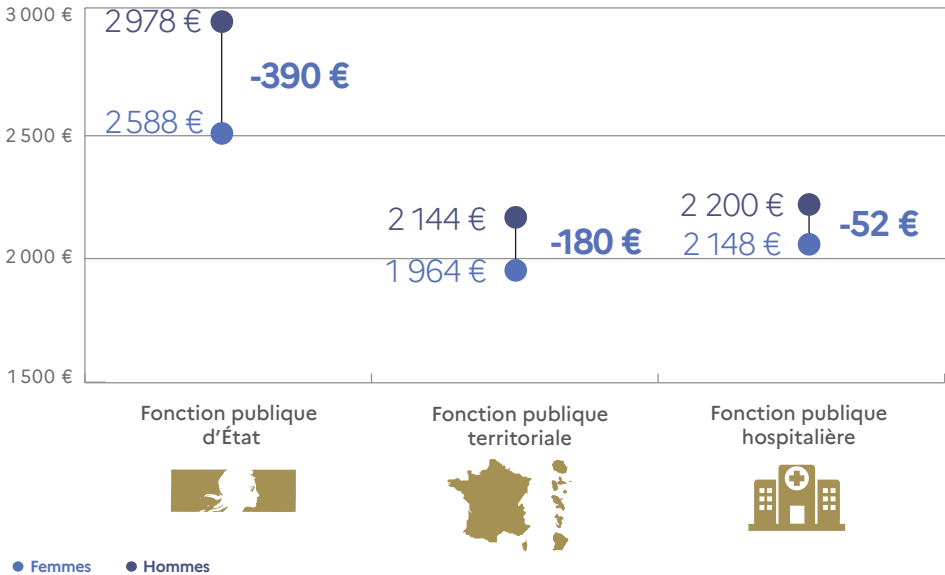 3 000 €
2 500 €
2 000 €
1 500 €
2 978 €
-390 €
2 588 €
2 144 €
-180 €
1 964 €
2 200 €
-52 €
2 148 €
Fonction publique
d’État
Fonction publique
territoriale
Fonction publique
hospitalière
Femmes
Hommes